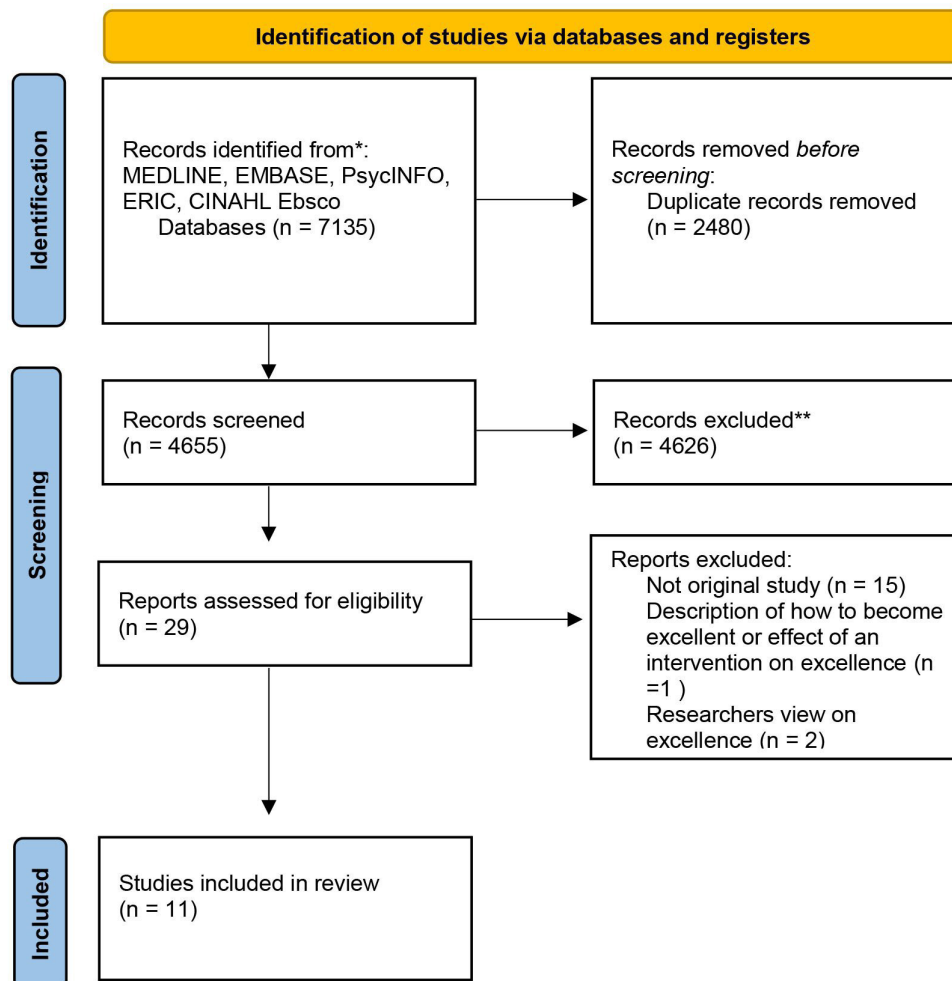 Identification of studies via databases and registers
Identification
Records identified from*:
MEDLINE, EMBASE, PsycINFO,
ERIC, CINAHL Ebsco
Databases (n = 7135)
Records removed before
screening:
Duplicate records removed
(n = 2480)
Screening
Records screened
(n = 4655)
Records excluded**
(n = 4626)
Reports assessed for eligibility
(n = 29)
Reports excluded:
Not original study (n = 15)
Description of how to become
excellent or effect of an
intervention on excellence (n
=1 )
Researchers view on
excellence (n = 2)
Included
Studies included in review
(n = 11)